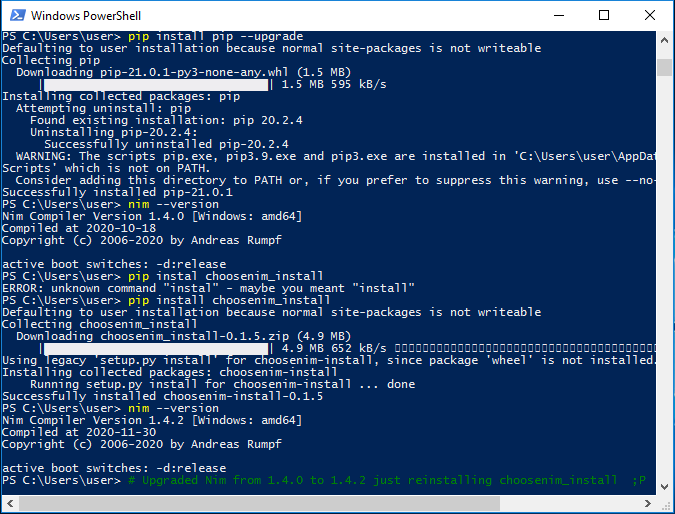 Windows PowerShell
PS C:\Users\user> pip install pip --upgrade
Defaulting to user installation because normal site-packages is not writeable
Collecting pip
  Downloading pip-21.0.1-py3-none-any.whl (1.5 MB)
     |████████████████████████████████| 1.5 MB 595 kB/s
Installing collected packages: pip
  Attempting uninstall: pip
    Found existing installation: pip 20.2.4
    Uninstalling pip-20.2.4:
      Successfully uninstalled pip-20.2.4
  WARNING: The scripts pip.exe, pip3.9.exe and pip3.exe are installed in 'C:\Users\user\AppDat
Scripts' which is not on PATH.
  Consider adding this directory to PATH or, if you prefer to suppress this warning, use --no-
Successfully installed pip-21.0.1
PS C:\Users\user> nim --version
Nim Compiler Version 1.4.0 [Windows: amd64]
Compiled at 2020-10-18
Copyright (c) 2006-2020 by Andreas Rumpf

active boot switches: -d:release
PS C:\Users\user> pip instal choosenim_install
ERROR: unknown command "instal" - maybe you meant "install"
PS C:\Users\user> pip install choosenim_install
Defaulting to user installation because normal site-packages is not writeable
Collecting choosenim_install
  Downloading choosenim_install-0.1.5.zip (4.9 MB)
     |████████████████████████████████| 4.9 MB 652 kB/s
Using legacy 'setup.py install' for choosenim-install, since package 'wheel' is not installed.
Installing collected packages: choosenim-install
    Running setup.py install for choosenim-install ... done
Successfully installed choosenim-install-0.1.5
PS C:\Users\user> nim --version
Nim Compiler Version 1.4.2 [Windows: amd64]
Compiled at 2020-11-30
Copyright (c) 2006-2020 by Andreas Rumpf

active boot switches: -d:release
PS C:\Users\user> # Upgraded Nim from 1.4.0 to 1.4.2 just reinstalling choosenim_install  ;P